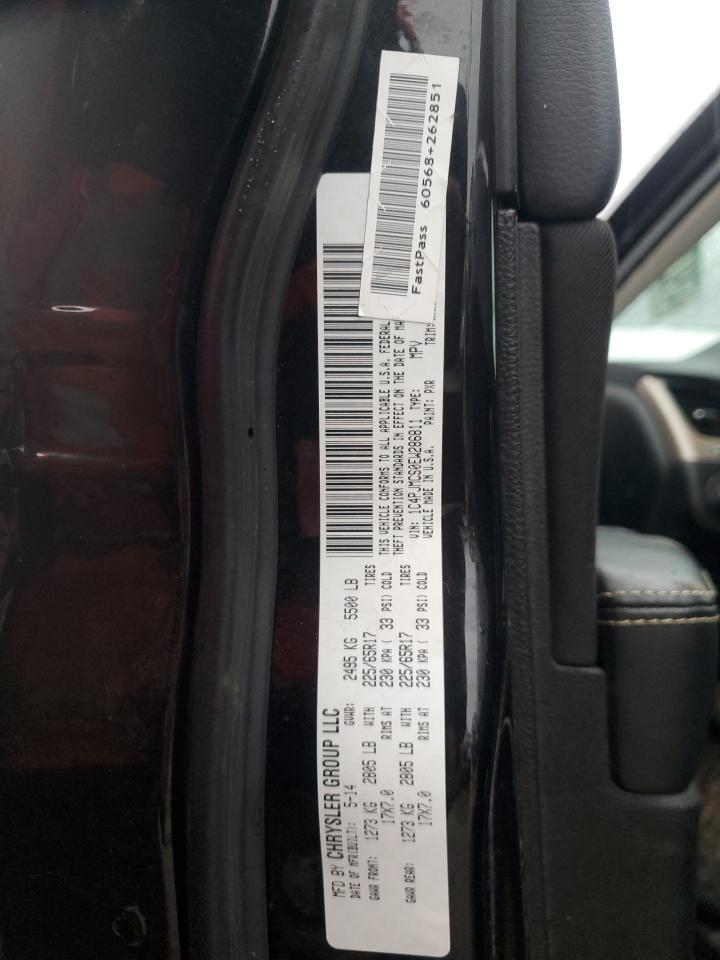 FastPass 60568+262851
MFD BY CHRYSLER GROUP LLC
DATE OF MFR(BUILT): 5-14 GVWR: 2495 KG 5500 LB
GAWR FRONT: 1273 KG 2805 LB WITH 225/65R17 TIRES
17X7.0 RIMS AT 230 KPA ( 33 PSI) COLD
GAWR REAR: 1273 KG 2805 LB WITH 225/65R17 TIRES
17X7.0 RIMS AT 230 KPA ( 33 PSI) COLD
THIS VEHICLE CONFORMS TO ALL APPLICABLE U.S.A. FEDERAL
THEFT PREVENTION STANDARDS IN EFFECT ON THE DATE OF MA
VIN: 1C4PJMCS0EW286811 TYPE: MPV
VEHICLE MADE IN U.S.A. PAINT: PXR TRIM: